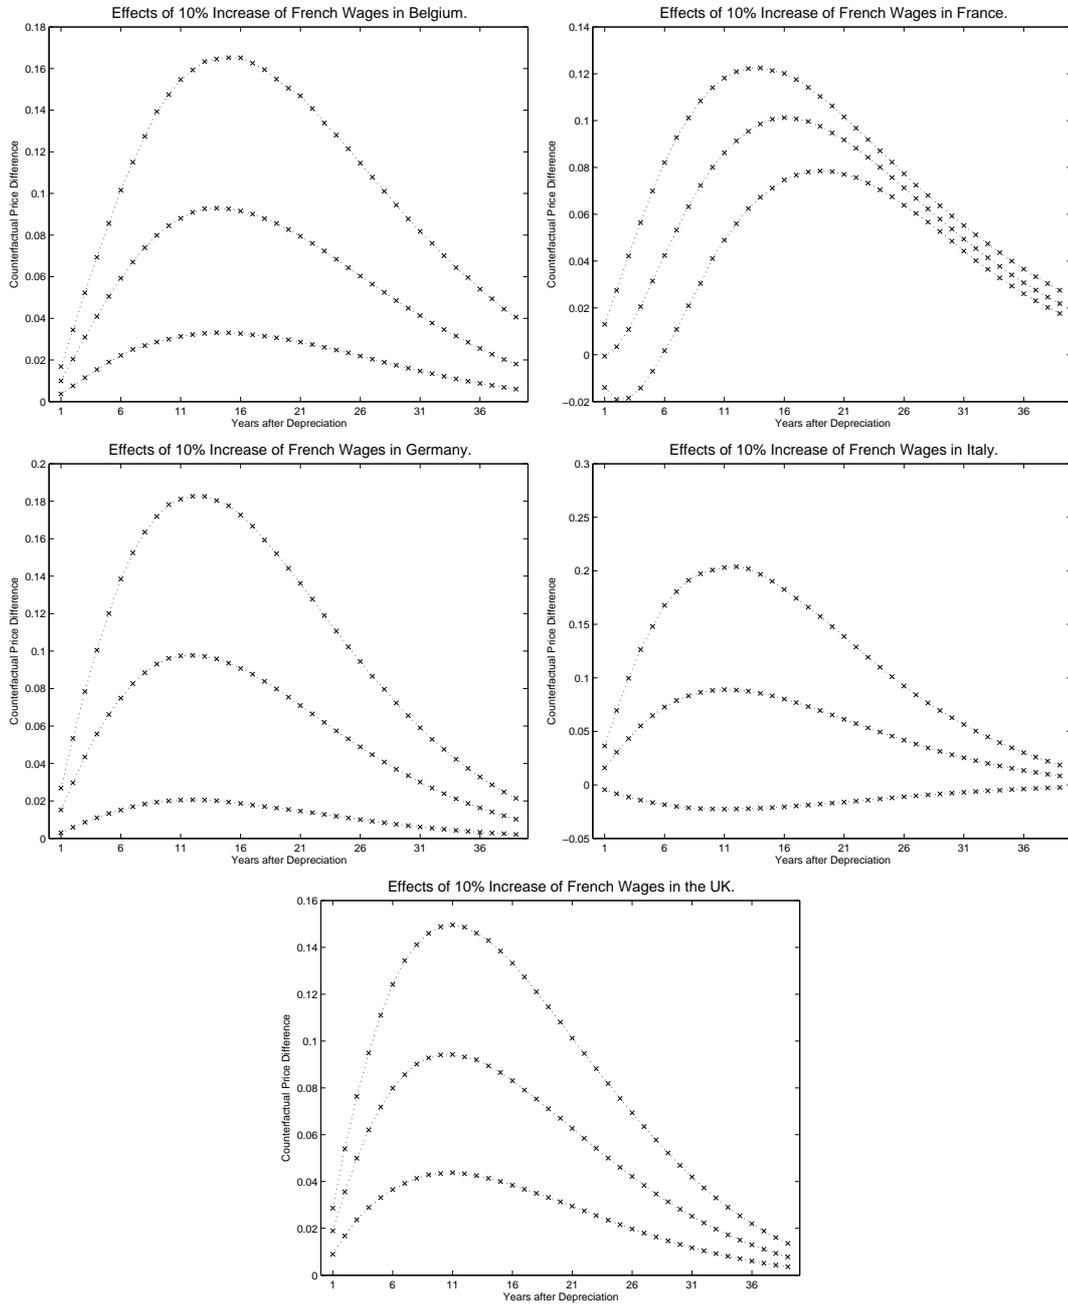 Effects of 10% Increase of French Wages in Belgium.
0.18
0.16
0.14
0.12
0.1
0.08
0.06
0.04
0.02
0
Counterfactual Price Difference
1 6 11 16 21 26 31 36
Years after Depreciation
Effects of 10% Increase of French Wages in France.
0.14
0.12
0.1
0.08
0.06
0.04
0.02
0
−0.02
Counterfactual Price Difference
1 6 11 16 21 26 31 36
Years after Depreciation
Effects of 10% Increase of French Wages in Germany.
0.2
0.18
0.16
0.14
0.12
0.1
0.08
0.06
0.04
0.02
0
Counterfactual Price Difference
1 6 11 16 21 26 31 36
Years after Depreciation
Effects of 10% Increase of French Wages in Italy.
0.3
0.25
0.2
0.15
0.1
0.05
0
−0.05
Counterfactual Price Difference
1 6 11 16 21 26 31 36
Years after Depreciation
Effects of 10% Increase of French Wages in the UK.
0.16
0.14
0.12
0.1
0.08
0.06
0.04
0.02
0
Counterfactual Price Difference
1 6 11 16 21 26 31 36
Years after Depreciation